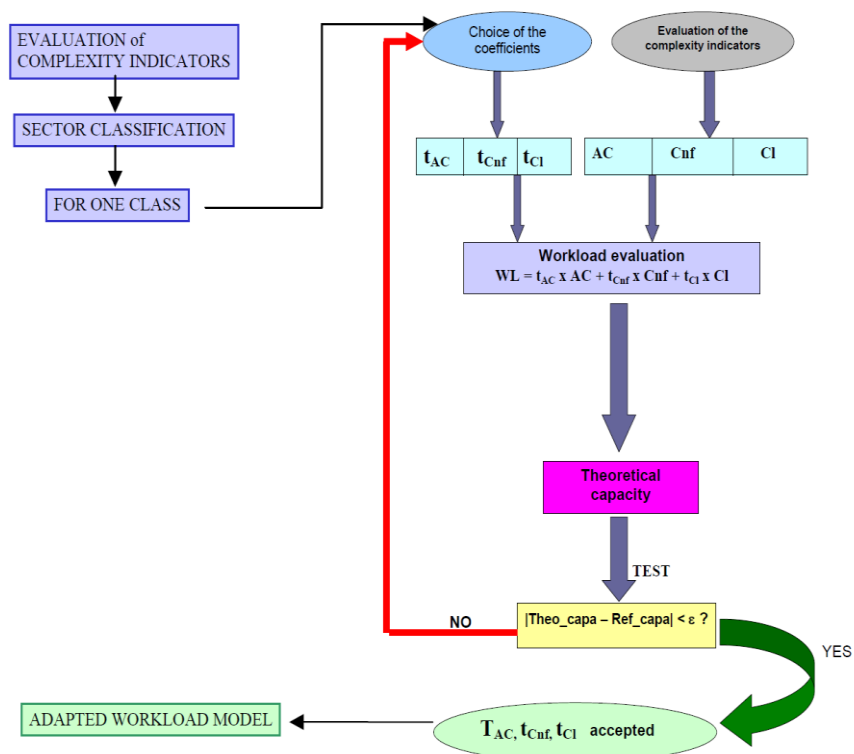 EVALUATION of
COMPLEXITY INDICATORS
SECTOR CLASSIFICATION
FOR ONE CLASS
Choice of the
coefficients
Evaluation of the
complexity indicators
tAC tCnf tCl
AC Cnf Cl
Workload evaluation
WL = tAC x AC + tCnf x Cnf + tCl x Cl
Theoretical
capacity
TEST
|Theo_capa – Ref_capa| < ε ?
NO
YES
TAC, tCnf, tCl accepted
ADAPTED WORKLOAD MODEL